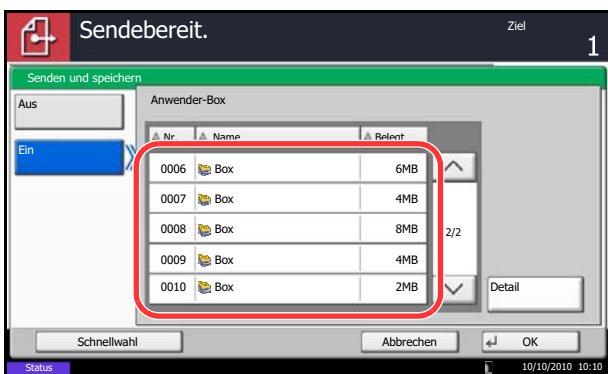 Sendebereit.
Ziel
1
Senden und speichern
Aus
Anwender-Box
Nr. Name Belegt
Ein
0006 Box 6MB
0007 Box 4MB
0008 Box 8MB
2/2
0009 Box 4MB
0010 Box 2MB
Detail
Schnellwahl Abbrechen OK
Status 10/10/2010 10:10